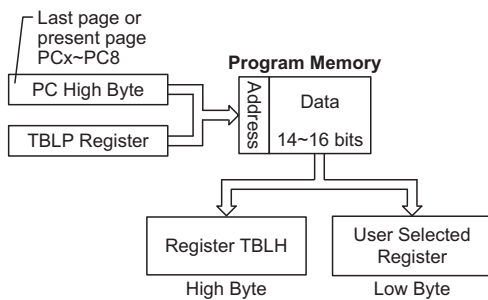 Last page or
present page
PCx~PC8
PC High Byte
TBLP Register
Program Memory
Address
Data
14~16 bits
Register TBLH
High Byte
User Selected
Register
Low Byte